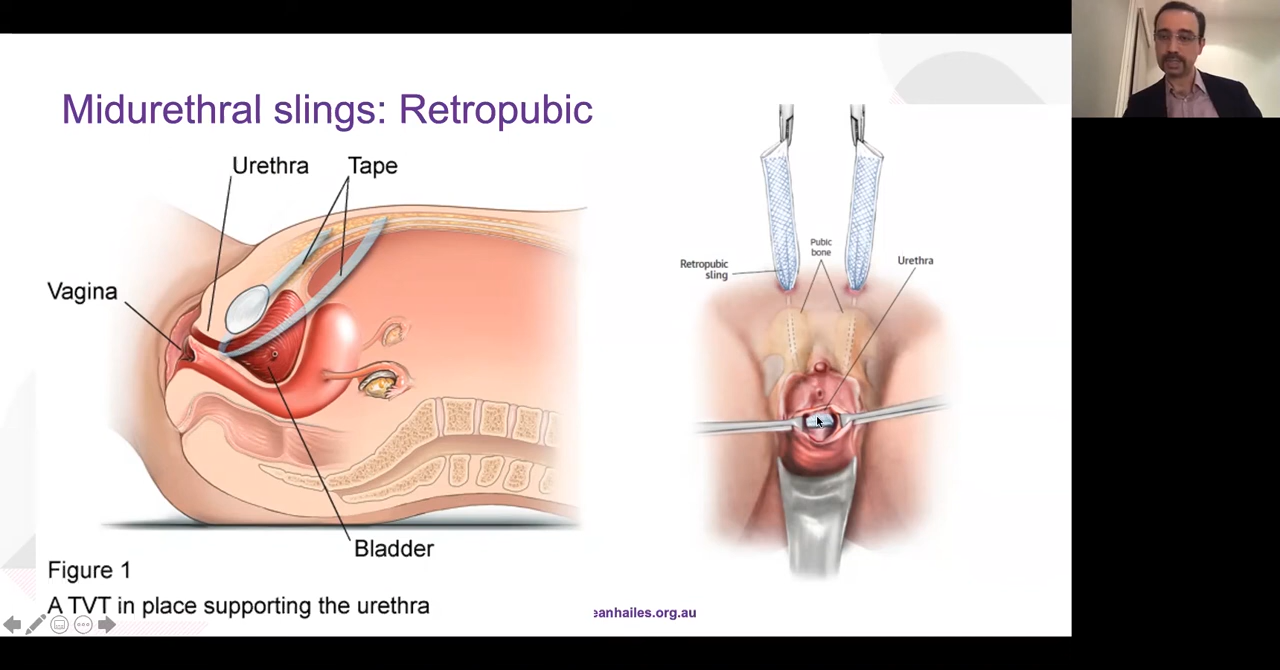 Midurethral slings: Retropubic
Urethra
Tape
Vagina
Bladder
Figure 1
A TVT in place supporting the urethra
Pubic
bone
Urethra
Retropubic
sling
eanhailes.org.au